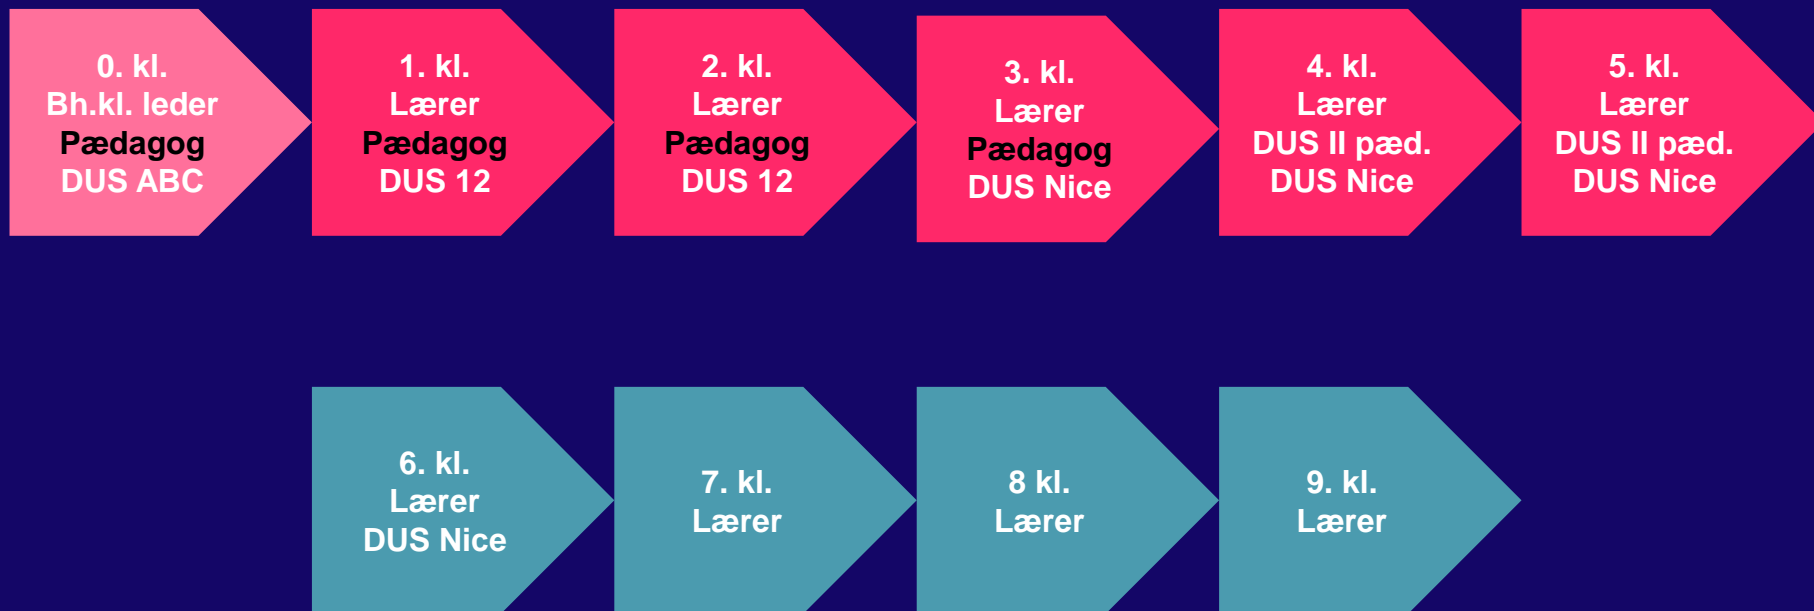 0. kl.
Bh.kl. leder
Pædagog
DUS ABC
1. kl.
Lærer
Pædagog
DUS 12
2. kl.
Lærer
Pædagog
DUS 12
3. kl.
Lærer
Pædagog
DUS Nice
4. kl.
Lærer
DUS II pæd.
DUS Nice
5. kl.
Lærer
DUS II pæd.
DUS Nice
6. kl.
Lærer
DUS Nice
7. kl.
Lærer
8 kl.
Lærer
9. kl.
Lærer